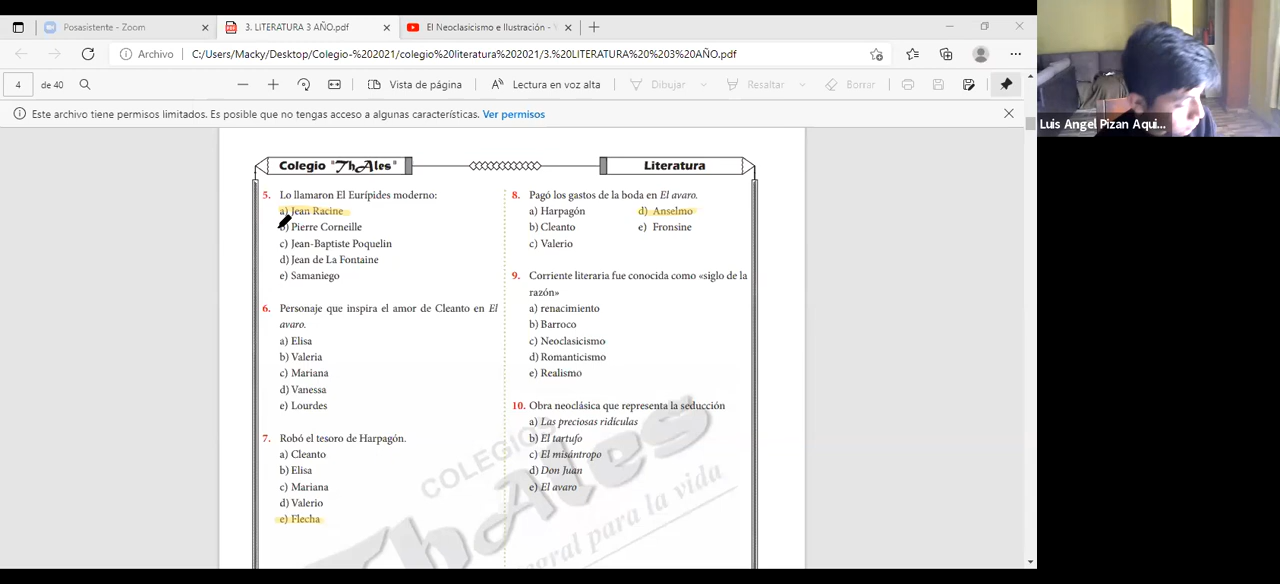 Posasistente - Zoom
3. LITERATURA 3 AÑO.pdf
El Neoclasicismo e Ilustración -
Archivo
C:/Users/Macky/Desktop/Colegio-%202021/colegio%20literatura%202021/3.%20LITERATURA%20%203%20AÑO.pdf
4 de 40
Vista de página
Lectura en voz alta
Dibujar
Resaltar
Borrar
Este archivo tiene permisos limitados. Es posible que no tengas acceso a algunas características. Ver permisos
Luis Angel Pizan Aqui...
Colegio "ThAles"
Literatura
5. Lo llamaron El Eurípides moderno:
a) Jean Racine
b) Pierre Corneille
c) Jean-Baptiste Poquelin
d) Jean de La Fontaine
e) Samaniego
6. Personaje que inspira el amor de Cleanto en El
avaro.
a) Elisa
b) Valeria
c) Mariana
d) Vanessa
e) Lourdes
7. Robó el tesoro de Harpagón.
a) Cleanto
b) Elisa
c) Mariana
d) Valerio
e) Flecha
8. Pagó los gastos de la boda en El avaro.
a) Harpagón
d) Anselmo
b) Cleanto
e) Fronsine
c) Valerio
9. Corriente literaria fue conocida como «siglo de la
razón»
a) renacimiento
b) Barroco
c) Neoclasicismo
d) Romanticismo
e) Realismo
10. Obra neoclásica que representa la seducción
a) Las preciosas ridículas
b) El tartufo
c) El misántropo
d) Don Juan
e) El avaro
COLEGIOS
ThAles
para la vida